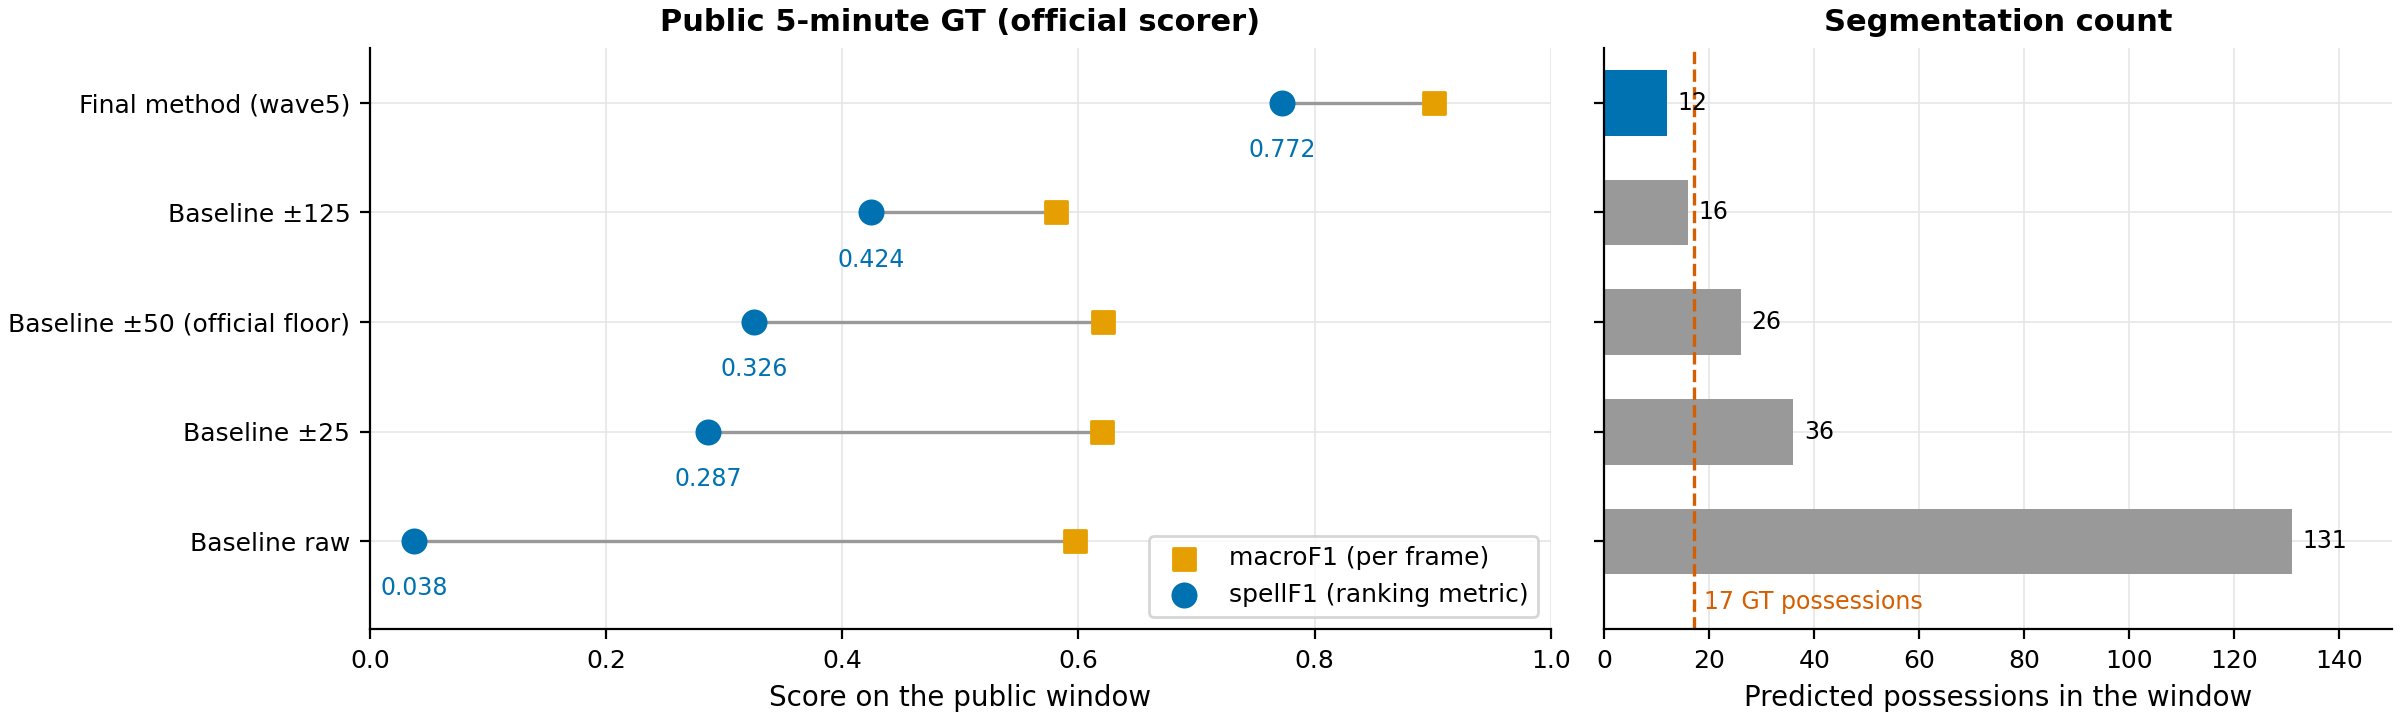 Public 5-minute GT (official scorer)
Final method (wave5)
Baseline ±125
Baseline ±50 (official floor)
Baseline ±25
Baseline raw
0.772
0.424
0.326
0.287
0.038
macroF1 (per frame)
spellF1 (ranking metric)
0.0 0.2 0.4 0.6 0.8 1.0
Score on the public window
Segmentation count
12
16
26
36
131
17 GT possessions
0 20 40 60 80 100 120 140
Predicted possessions in the window